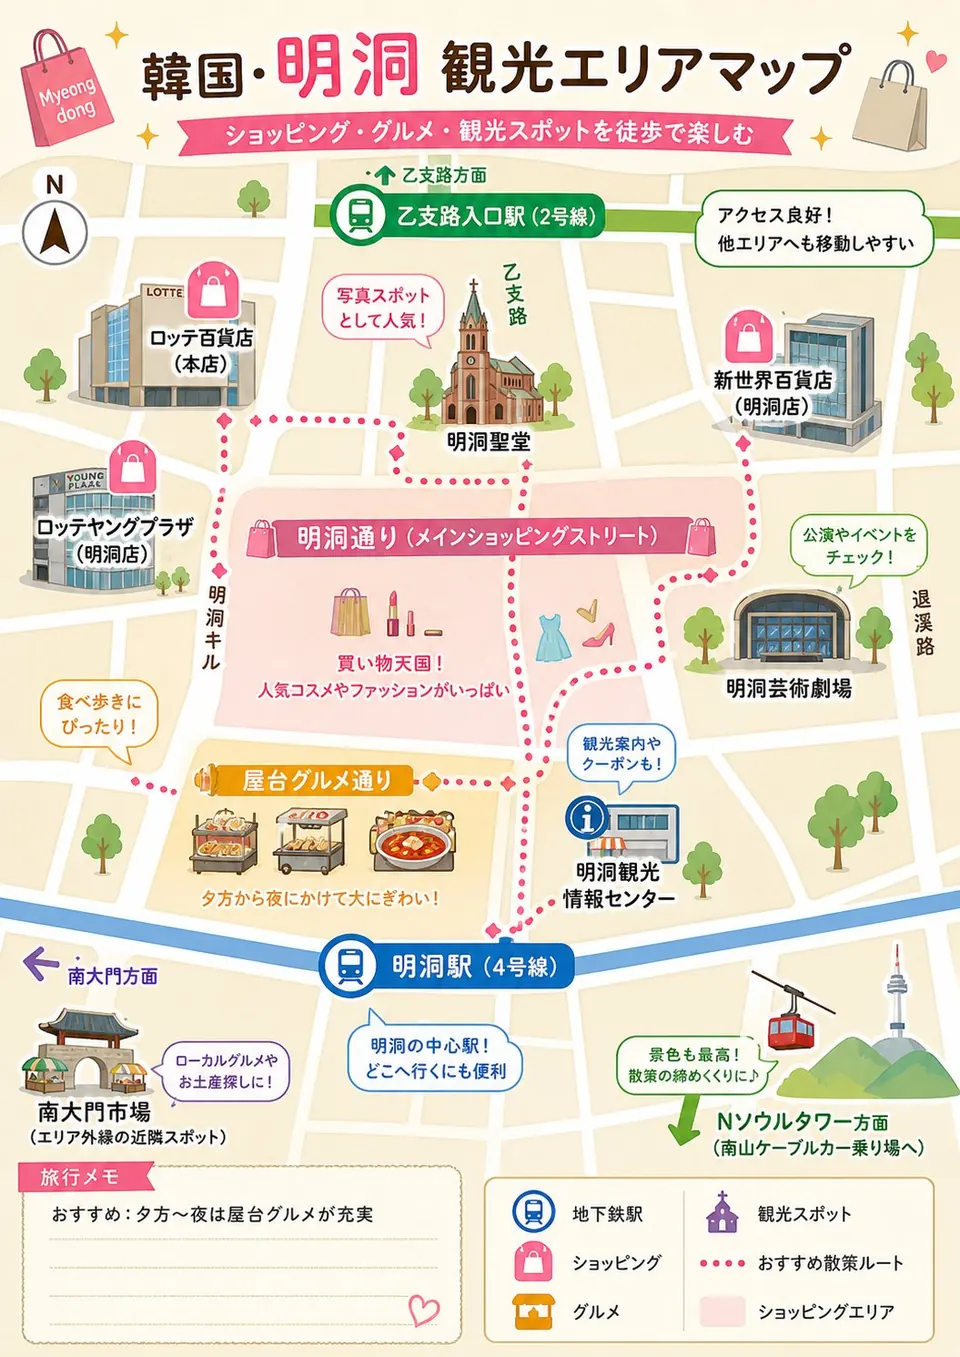 韓国・明洞 観光エリアマップ
Myeong
dong
ショッピング・グルメ・観光スポットを徒歩で楽しむ
N
乙支路方面
乙支路入口駅（2号線）
アクセス良好！
他エリアへも移動しやすい
LOTTE
ロッテ百貨店
（本店）
写真スポット
として人気！
乙支路
明洞聖堂
新世界百貨店
（明洞店）
YOUNG
ロッテヤングプラザ
（明洞店）
明洞通り（メインショッピングストリート）
公演やイベントを
チェック！
明洞キル
退溪路
買い物天国！
人気コスメやファッションがいっぱい
明洞芸術劇場
食べ歩きに
ぴったり！
観光案内や
クーポンも！
屋台グルメ通り
i
明洞観光
情報センター
夕方から夜にかけて大にぎわい！
明洞駅（4号線）
南大門方面
明洞の中心駅！
どこへ行くにも便利
ローカルグルメや
お土産探しに！
景色も最高！
散策の締めくくりに♪
南大門市場
（エリア外縁の近隣スポット）
Nソウルタワー方面
（南山ケーブルカー乗り場へ）
旅行メモ
おすすめ：夕方～夜は屋台グルメが充実
地下鉄駅
観光スポット
ショッピング
おすすめ散策ルート
グルメ
ショッピングエリア